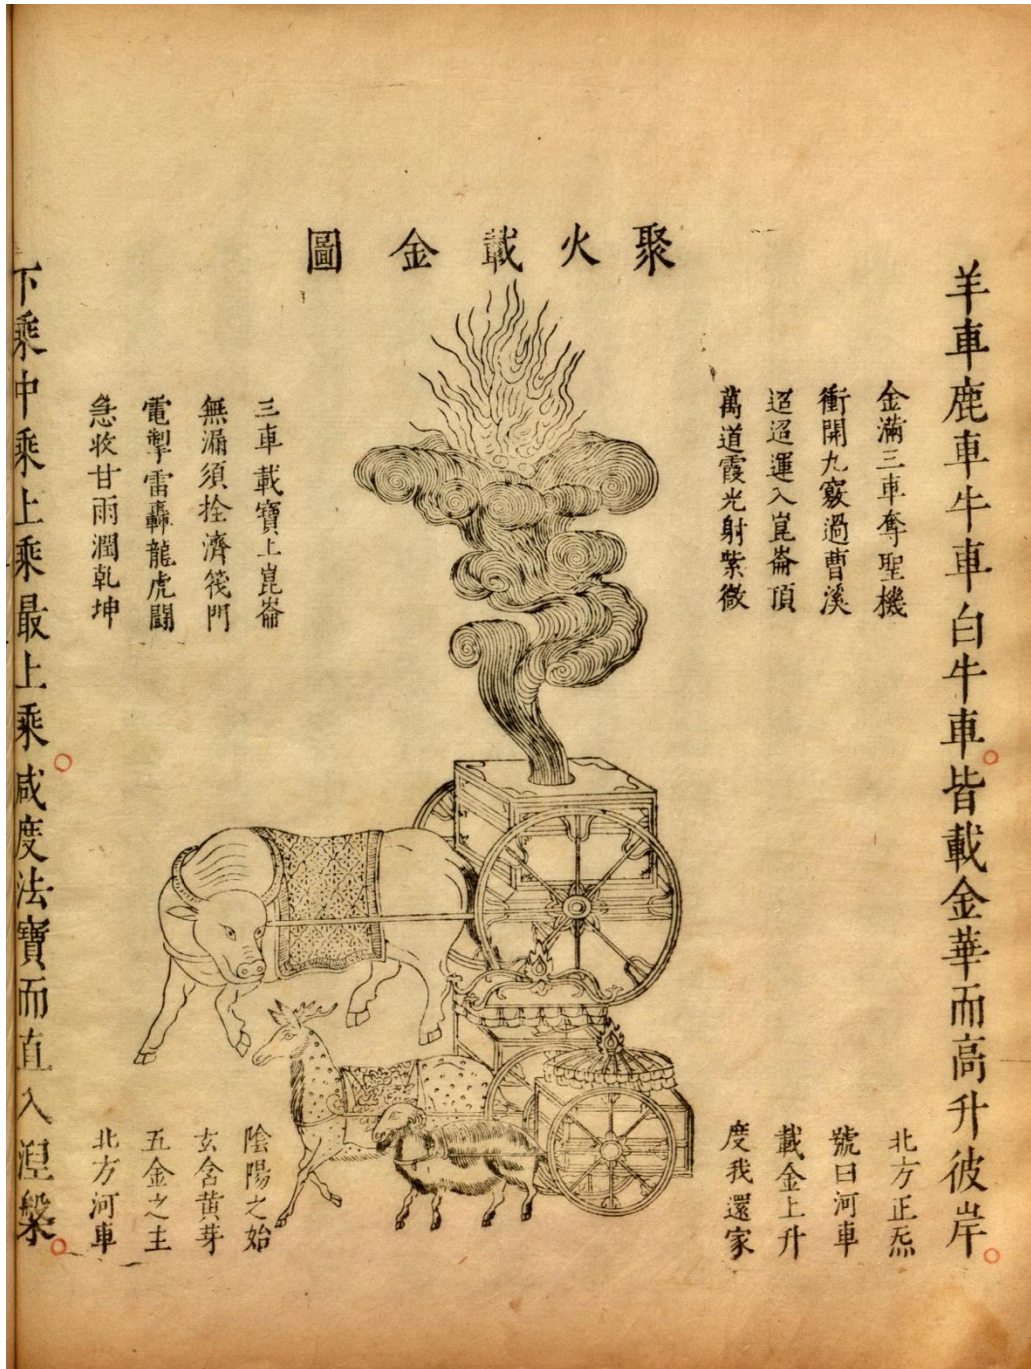 聚火載金圖
羊車鹿車牛車白牛車皆載金華而高升彼岸
金滿三車奪聖機
衝開九竅過曹溪
迢迢運入崑崙頂
萬道霞光射紫微
三車載寶上崑崙
無漏須拴濟筏門
電掣雷轟龍虎鬪
急收甘雨潤乾坤
北方正炁
號曰河車
載金上升
度我還家
陰陽之始
玄含黃芽
五金之主
北方河車
下乘中乘上乘最上乘咸度法寶而直入涅槃